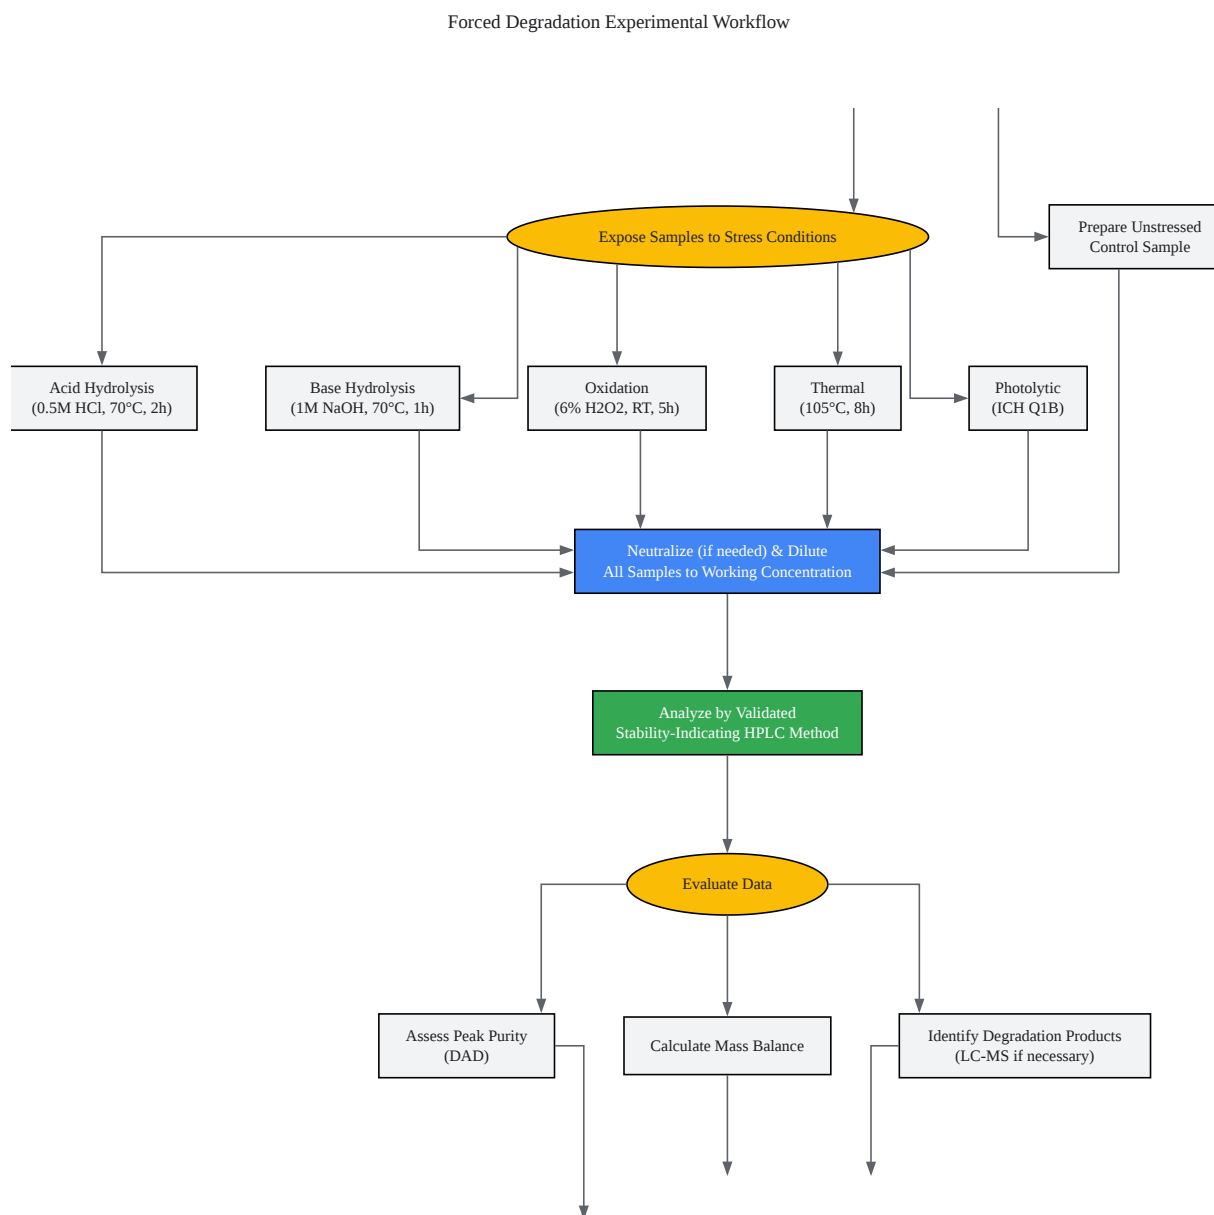 Forced Degradation Experimental Workflow
Expose Samples to Stress Conditions
Prepare Unstressed
Control Sample
Acid Hydrolysis
(0.5M HCl, 70°C, 2h)
Base Hydrolysis
(1M NaOH, 70°C, 1h)
Oxidation
(6% H2O2, RT, 5h)
Thermal
(105°C, 8h)
Photolytic
(ICH Q1B)
Neutralize (if needed) & Dilute
All Samples to Working Concentration
Analyze by Validated
Stability-Indicating HPLC Method
Evaluate Data
Assess Peak Purity
(DAD)
Calculate Mass Balance
Identify Degradation Products
(LC-MS if necessary)